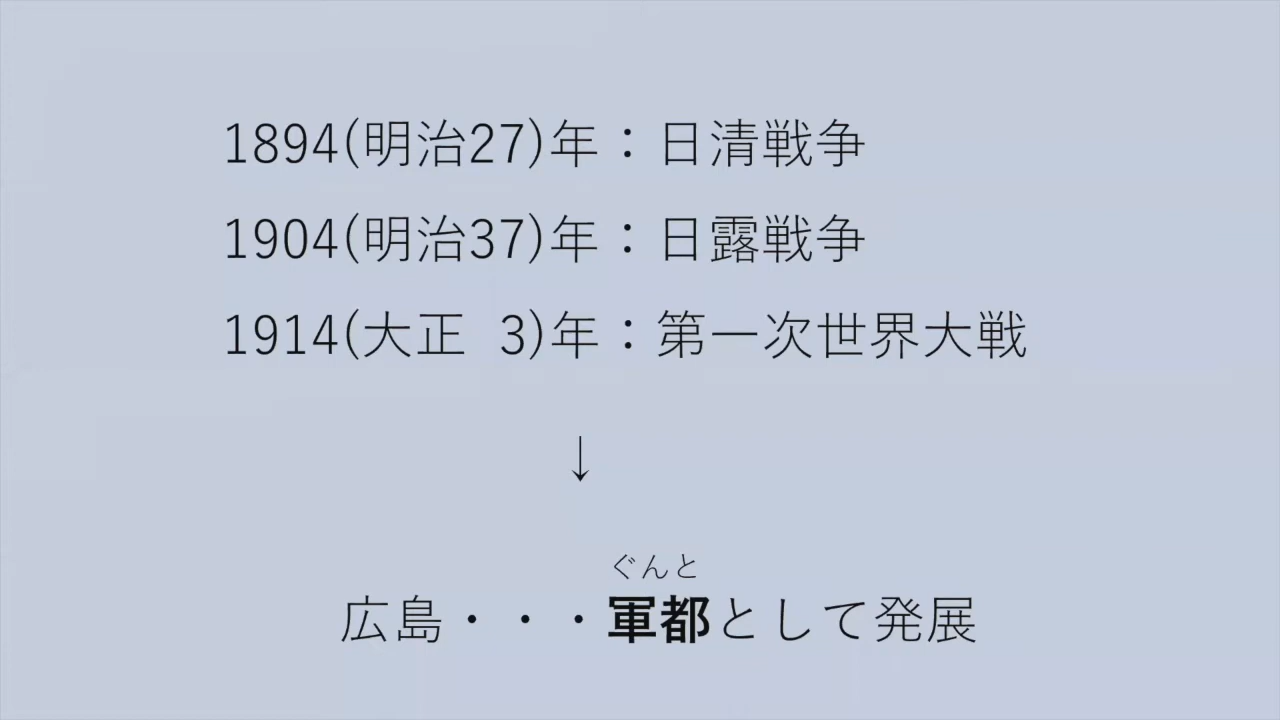 1894(明治27)年：日清戦争
1904(明治37)年：日露戦争
1914(大正 3)年：第一次世界大戦
↓
ぐんと
広島・・・軍都として発展